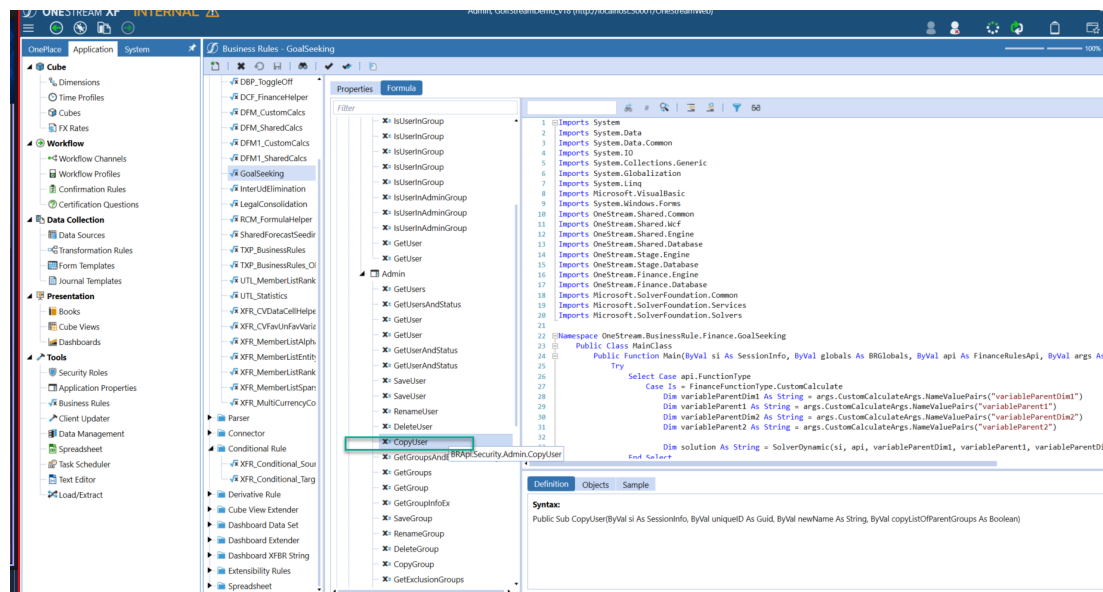 ONESTREAM XF INTERNAL
Admin, GolfStreamDemo_V18 (http://localhost:50001/OneStreamWeb)
OnePlace Application System
Business Rules - GoalSeeking
100%
Cube
Dimensions
Time Profiles
Cubes
FX Rates
Workflow
Workflow Channels
Workflow Profiles
Confirmation Rules
Certification Questions
Data Collection
Data Sources
Transformation Rules
Form Templates
Journal Templates
Presentation
Books
Cube Views
Dashboards
Tools
Security Roles
Application Properties
Business Rules
Client Updater
Data Management
Spreadsheet
Task Scheduler
Text Editor
Load/Extract
DBP_ToggleOff
DCF_FinanceHelper
DFM_CustomCalcs
DFM_SharedCalcs
DFM1_CustomCalcs
DFM1_SharedCalcs
GoalSeeking
InterUdElimination
LegalConsolidation
RCM_FormulaHelper
SharedForecastSeedir
TXP_BusinessRules
TXP_BusinessRules_Ol
UTL_MemberListRank
UTL_Statistics
XFR_CVDataCellHelpe
XFR_CVFavUnFavVaria
XFR_MemberListAlph
XFR_MemberListEntity
XFR_MemberListRank
XFR_MemberListSpars
XFR_MultiCurrencyCo
Parser
Connector
Conditional Rule
XFR_Conditional_Sour
XFR_Conditional_Targ
Derivative Rule
Cube View Extender
Dashboard Data Set
Dashboard Extender
Dashboard XFBR String
Extensibility Rules
Spreadsheet
Properties Formula
Filter
IsUserInGroup
IsUserInGroup
IsUserInGroup
IsUserInGroup
IsUserInGroup
IsUserInAdminGroup
IsUserInAdminGroup
IsUserInAdminGroup
GetUser
GetUser
Admin
GetUsers
GetUsersAndStatus
GetUser
GetUser
GetUserAndStatus
GetUserAndStatus
SaveUser
SaveUser
RenameUser
DeleteUser
CopyUser
BRApi.Security.Admin.CopyUser
GetGroups
GetGroup
GetGroupInfoEx
SaveGroup
RenameGroup
DeleteGroup
CopyGroup
GetExclusionGroups
1 Imports System
2 Imports System.Data
3 Imports System.Data.Common
4 Imports System.IO
5 Imports System.Collections.Generic
6 Imports System.Globalization
7 Imports System.Linq
8 Imports Microsoft.VisualBasic
9 Imports System.Windows.Forms
10 Imports OneStream.Shared.Common
11 Imports OneStream.Shared.Wcf
12 Imports OneStream.Shared.Engine
13 Imports OneStream.Shared.Database
14 Imports OneStream.Stage.Engine
15 Imports OneStream.Stage.Database
16 Imports OneStream.Finance.Engine
17 Imports OneStream.Finance.Database
18 Imports Microsoft.SolverFoundation.Common
19 Imports Microsoft.SolverFoundation.Services
20 Imports Microsoft.SolverFoundation.Solvers
21
22 Namespace OneStream.BusinessRule.Finance.GoalSeeking
23 Public Class MainClass
24 Public Function Main(ByVal si As SessionInfo, ByVal globals As BRGlobals, ByVal api As FinanceRulesApi, ByVal args As
25 Try
26 Select Case api.FunctionType
27 Case Is = FinanceFunctionType.CustomCalculate
28 Dim variableParentDim1 As String = args.CustomCalculateArgs.NameValuePairs("variableParentDim1")
29 Dim variableParent1 As String = args.CustomCalculateArgs.NameValuePairs("variableParent1")
30 Dim variableParentDim2 As String = args.CustomCalculateArgs.NameValuePairs("variableParentDim2")
31 Dim variableParent2 As String = args.CustomCalculateArgs.NameValuePairs("variableParent2")
32
33 Dim solution As String = SolverDynamic(si, api, variableParentDim1, variableParent1, variableParentDi
End Select
Definition Objects Sample
Syntax:
Public Sub CopyUser(ByVal si As SessionInfo, ByVal uniqueID As Guid, ByVal newName As String, ByVal copyListOfParentGroups As Boolean)